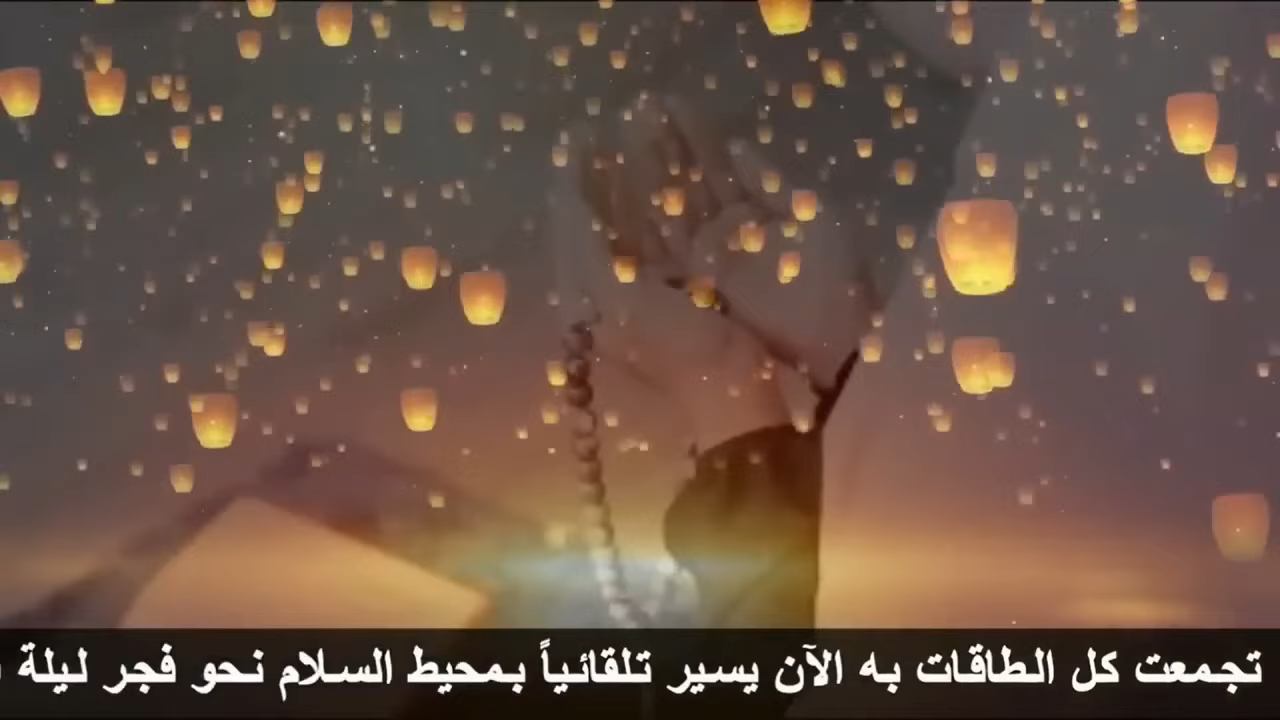 تجمعت كل الطاقات به الآن يسير تلقائياً بمحيط السلام نحو فجر ليلة